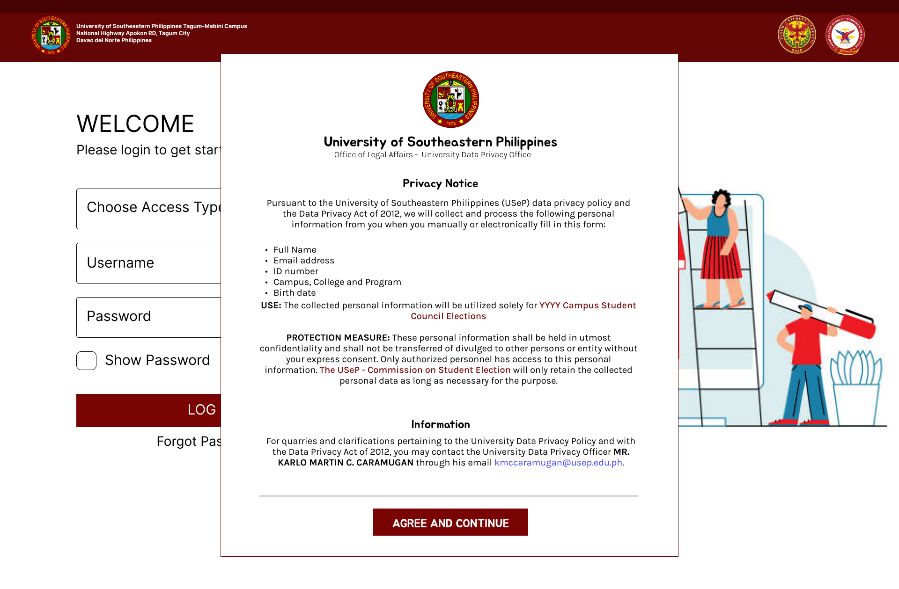 University of Southeastern Philippines Tagum-Mabini Campus
National Highway Apokon RD, Tagum City
Davao del Norte Philippines
WELCOME
Please login to get star
Choose Access Type
Username
Password
Show Password
LOG
Forgot Pas
University of Southeastern Philippines
Office of Legal Affairs - University Data Privacy Office
Privacy Notice
Pursuant to the University of Southeastern Philippines (USeP) data privacy policy and
the Data Privacy Act of 2012, we will collect and process the following personal
information from you when you manually or electronically fill in this form:
• Full Name
• Email address
• ID number
• Campus, College and Program
• Birth date
USE: The collected personal information will be utilized solely for YYYY Campus Student
Council Elections
PROTECTION MEASURE: These personal information shall be held in utmost
confidentiality and shall not be transferred of divulged to other persons or entity without
your express consent. Only authorized personnel has access to this personal
information. The USeP - Commission on Student Election will only retain the collected
personal data as long as necessary for the purpose.
Information
For quarries and clarifications pertaining to the University Data Privacy Policy and with
the Data Privacy Act of 2012, you may contact the University Data Privacy Officer MR.
KARLO MARTIN C. CARAMUGAN through his email kmccaramugan@usep.edu.ph.
AGREE AND CONTINUE